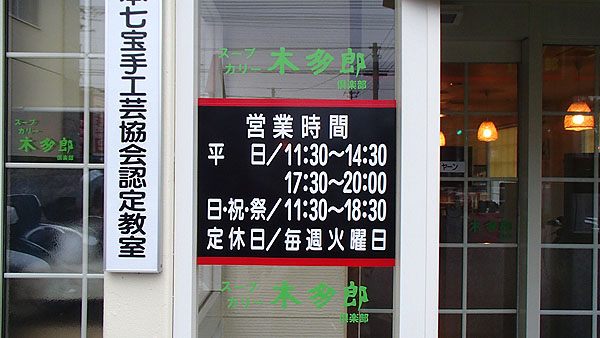 本七宝手工芸協会認定教室
スープ
カリー 木多郎
倶楽部
営業時間
平 日/11:30~14:30
17:30~20:00
日・祝・祭/11:30~18:30
定休日/毎週火曜日
スープ
カリー 木多郎
倶楽部
スープ
カリー
木多郎
倶楽部
木多郎